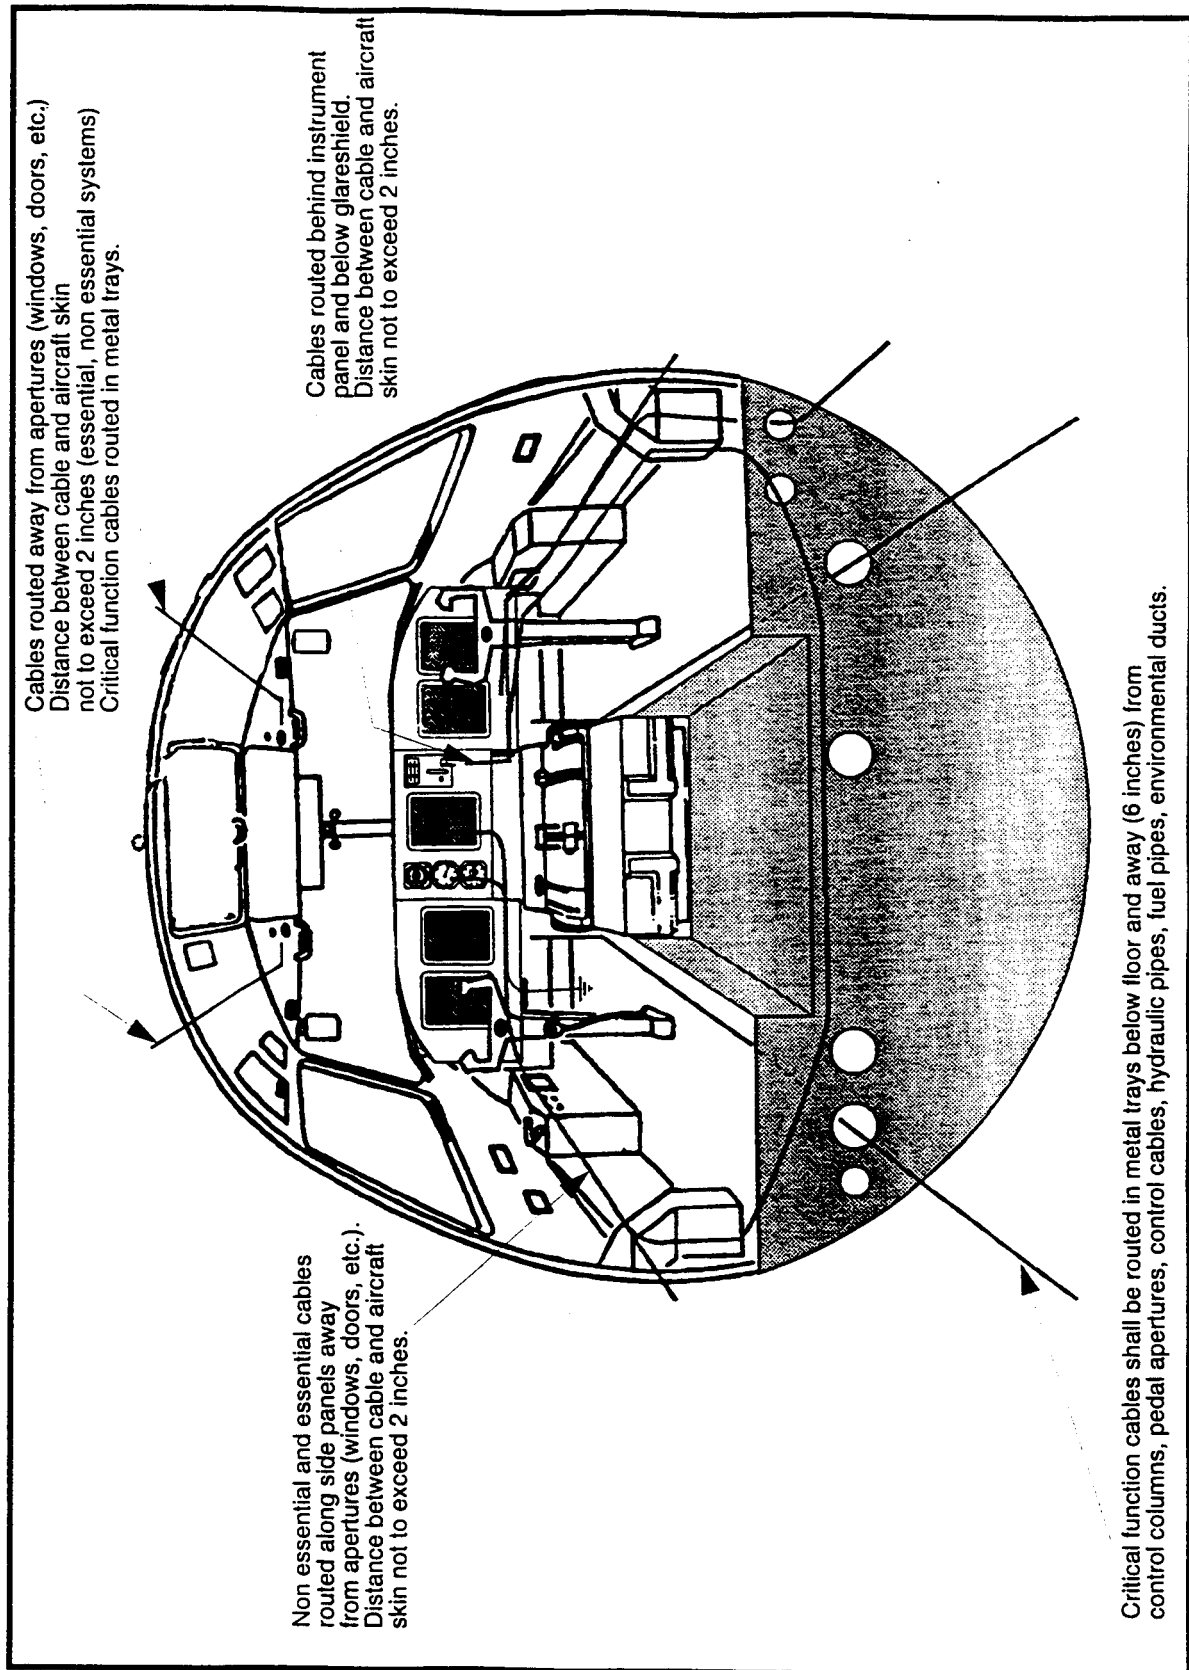 Cables routed away from apertures (windows, doors, etc.)
Distance between cable and aircraft skin
not to exceed 2 inches (essential, non essential systems)
Critical function cables routed in metal trays.
Cables routed behind instrument
panel and below glareshield.
Distance between cable and aircraft
skin not to exceed 2 inches.
Non essential and essential cables
routed along side panels away
from apertures (windows, doors, etc.).
Distance between cable and aircraft
skin not to exceed 2 inches.
Critical function cables shall be routed in metal trays below floor and away (6 inches) from
control columns, pedal apertures, control cables, hydraulic pipes, fuel pipes, environmental ducts.